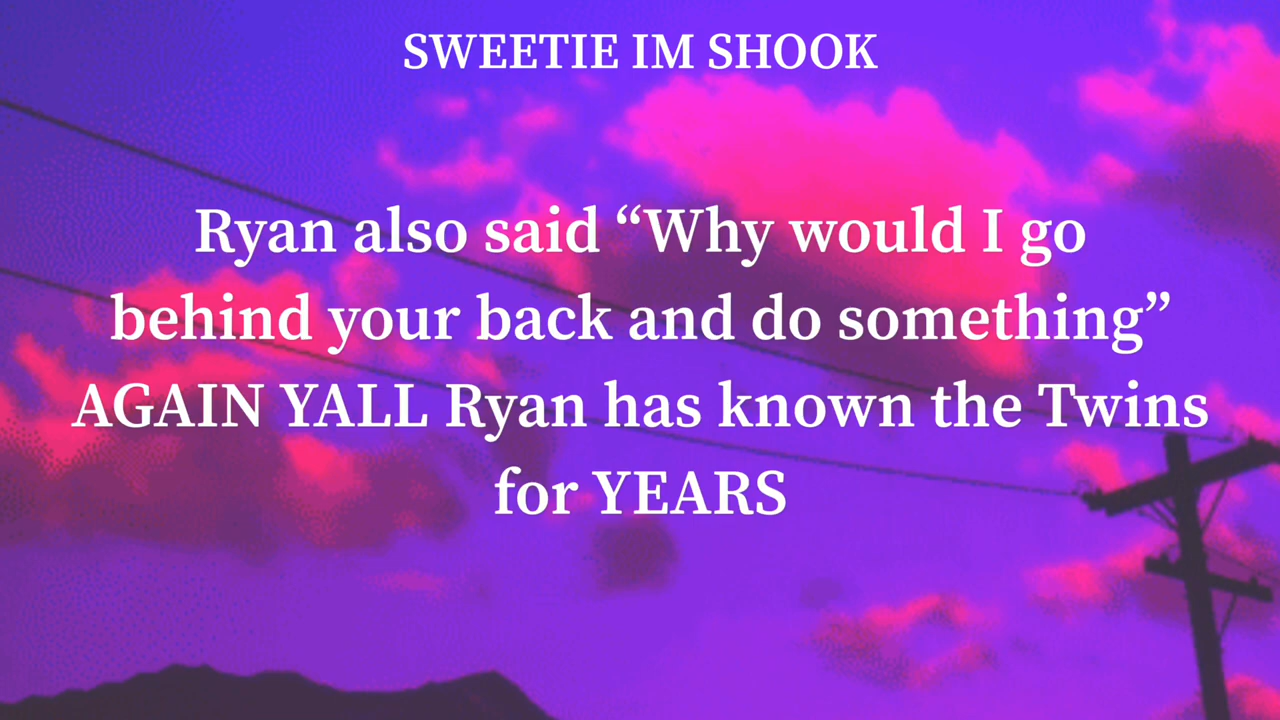 SWEETIE IM SHOOK
Ryan also said “Why would I go
behind your back and do something”
AGAIN YALL Ryan has known the Twins
for YEARS